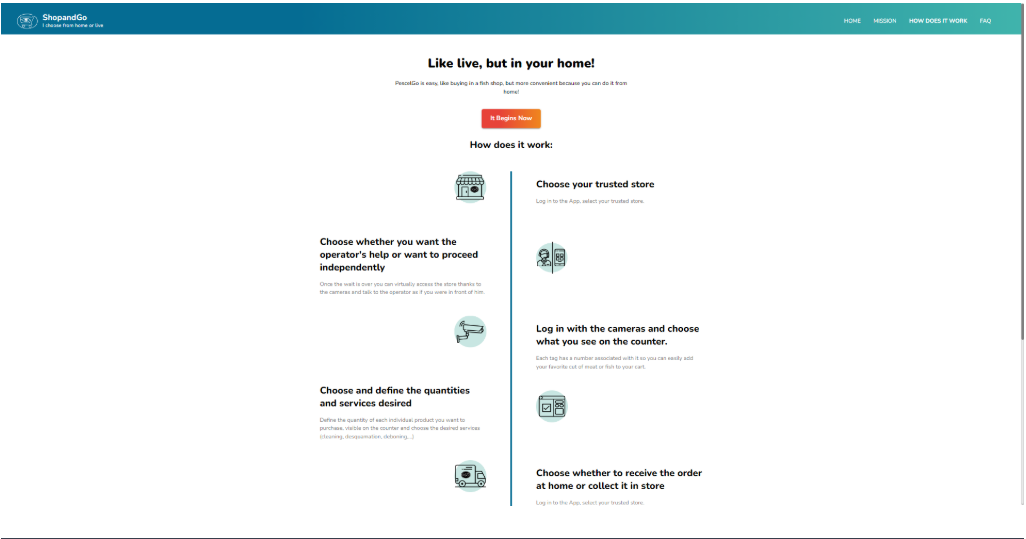 ShopandGo
I choose from home or live
HOME MISSION HOW DOES IT WORK FAQ
Like live, but in your home!
PescelGo is easy, like buying in a fish shop, but more convenient because you can do it from
home!
It Begins Now
How does it work:
Choose your trusted store
Log in to the App, select your trusted store.
Choose whether you want the
operator's help or want to proceed
independently
Once the wait is over you can virtually access the store thanks to
the cameras and talk to the operator as if you were in front of him.
Log in with the cameras and choose
what you see on the counter.
Each tag has a number associated with it so you can easily add
your favorite cut of meat or fish to your cart.
Choose and define the quantities
and services desired
Define the quantity of each individual product you want to
purchase, visible on the counter and choose the desired services
(cleaning, desquamation, deboning,...)
Choose whether to receive the order
at home or collect it in store
Log in to the App, select your trusted store.